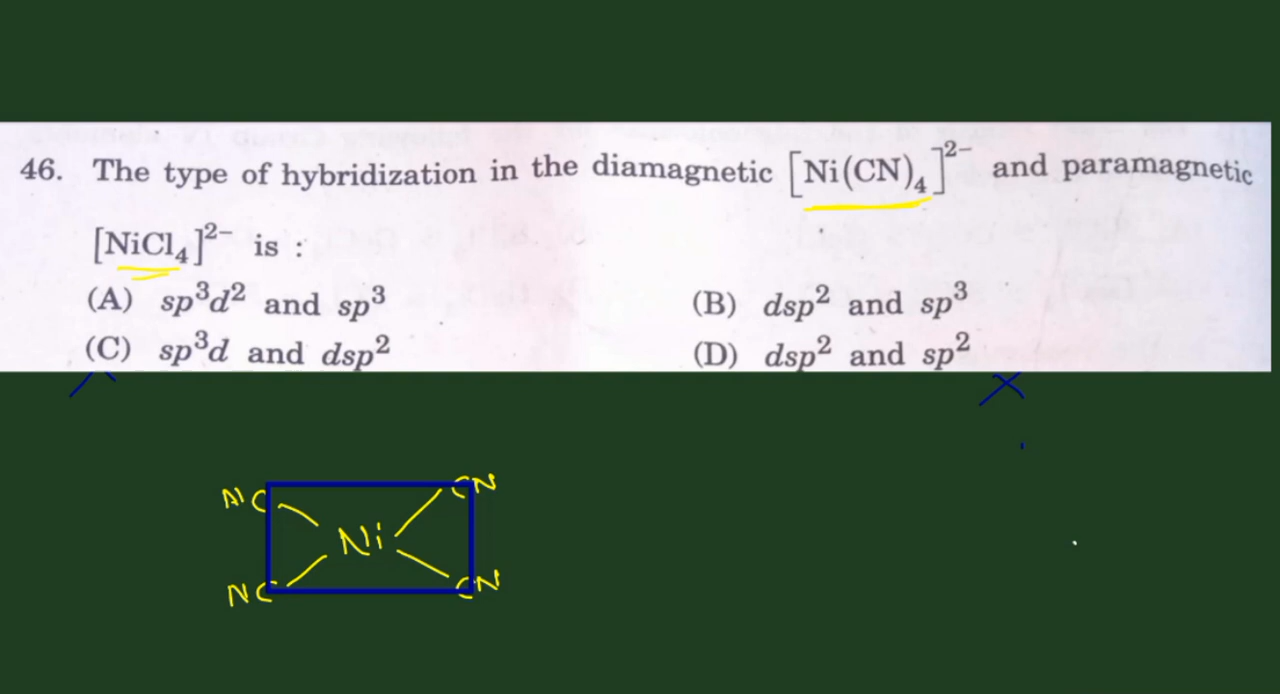 46. The type of hybridization in the diamagnetic [Ni(CN)₄]²⁻ and paramagnetic
[NiCl₄]²⁻ is :
(A) sp³d² and sp³ (B) dsp² and sp³
(C) sp³d and dsp² (D) dsp² and sp²
NC CN
Ni
NC CN